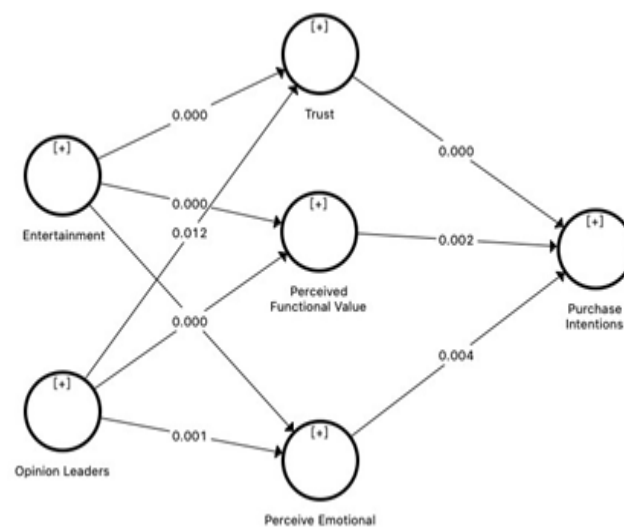 [+]
Trust
0.000
0.000
[+]
Entertainment
0.000
0.012
[+]
Perceived
Functional Value
0.002
[+]
Purchase
Intentions
0.000
0.004
[+]
Opinion Leaders
0.001
[+]
Perceive Emotional